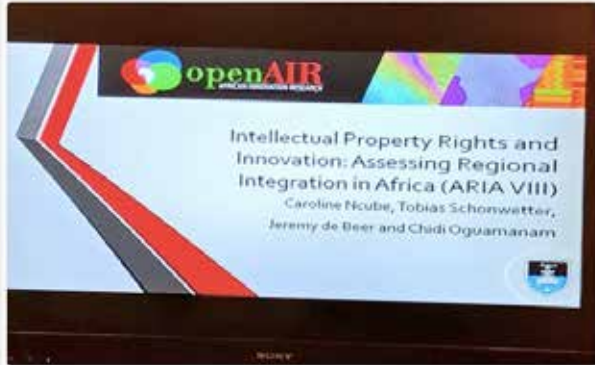 openAIR
AFRICAN INNOVATION RESEARCH
Intellectual Property Rights and
Innovation: Assessing Regional
Integration in Africa (ARIA VIII)
Caroline Ncube, Tobias Schonwetter,
Jeremy de Beer and Chidi Oguamanam
SONY